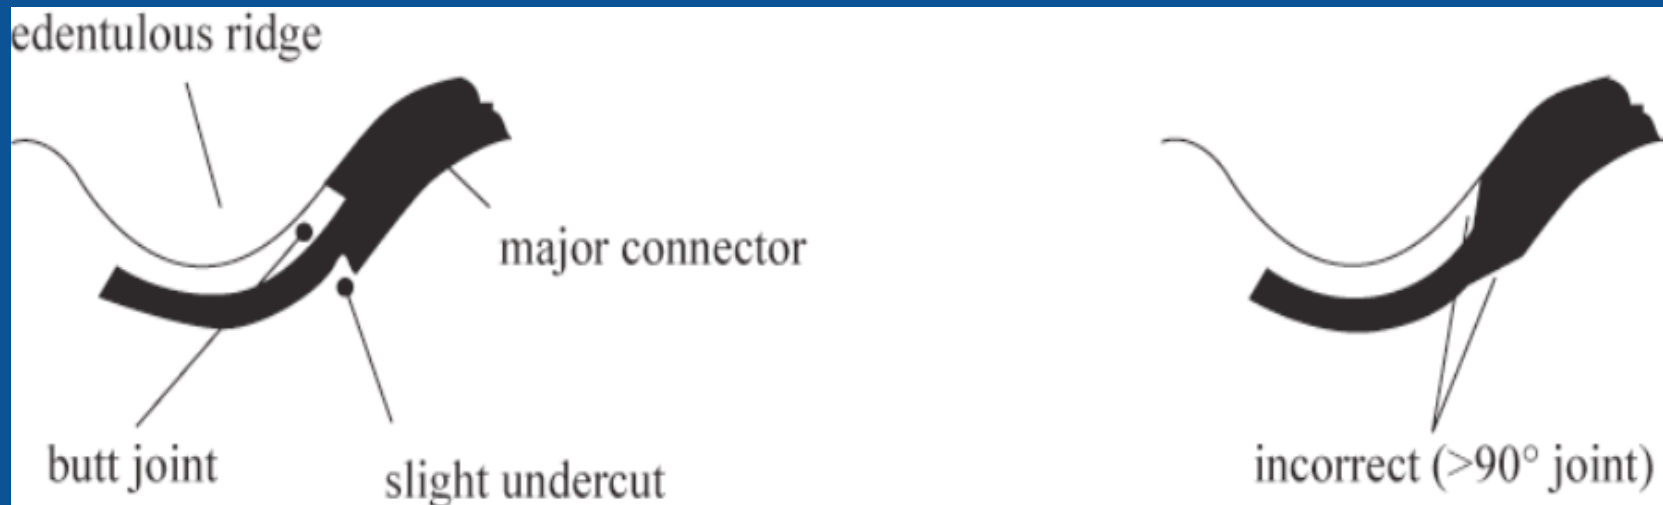 edentulous ridge
major connector
butt joint
slight undercut
incorrect (>90° joint)